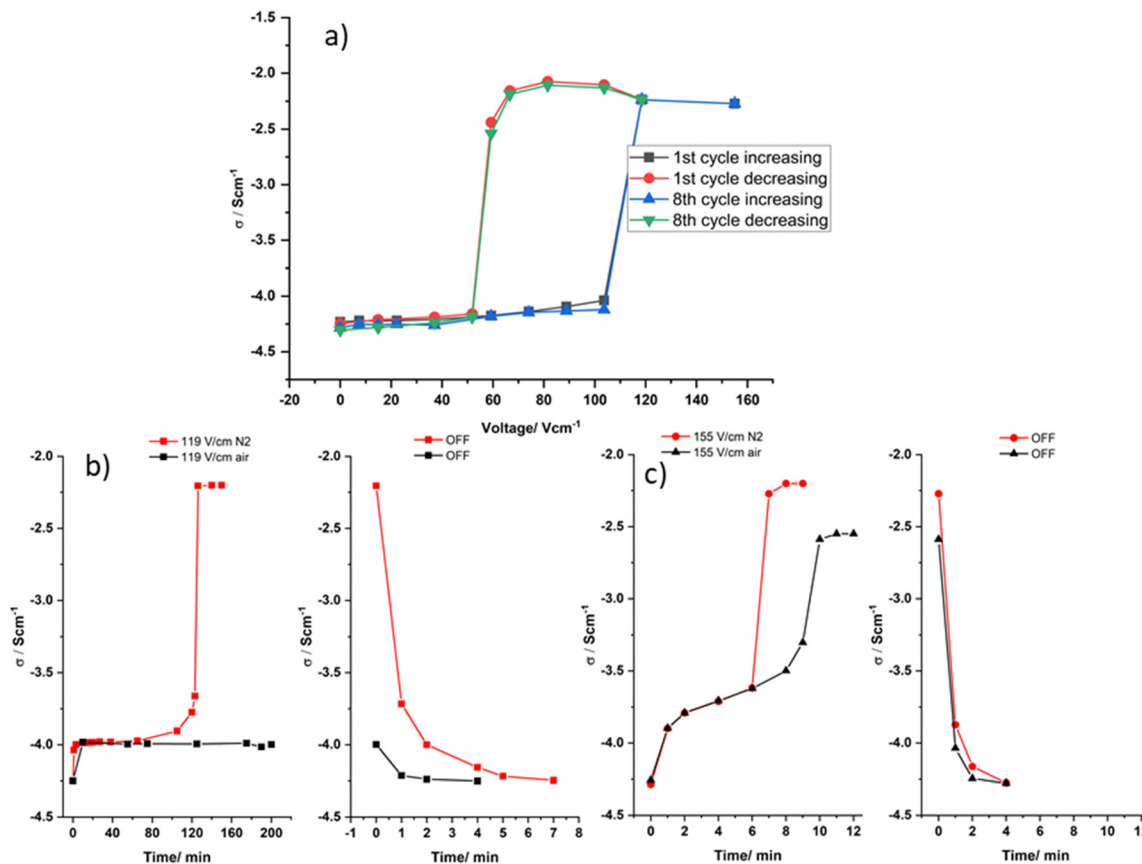 a)
-1.5
-2.0
-2.5
-3.0
-3.5
-4.0
-4.5
σ / Scm-1
1st cycle increasing
1st cycle decreasing
8th cycle increasing
8th cycle decreasing
-20 0 20 40 60 80 100 120 140 160
Voltage/ Vcm-1
b)
119 V/cm N2
119 V/cm air
-2.0
-2.5
-3.0
-3.5
-4.0
-4.5
σ / Scm-1
0 40 80 120 160 200
Time/ min
OFF
OFF
-2.0
-2.5
-3.0
-3.5
-4.0
-4.5
σ / Scm-1
-1 0 1 2 3 4 5 6 7 8
Time/ min
c)
155 V/cm N2
155 V/cm air
-2.0
-2.5
-3.0
-3.5
-4.0
-4.5
σ / Scm-1
0 2 4 6 8 10 12
Time/ min
OFF
OFF
-2.0
-2.5
-3.0
-3.5
-4.0
-4.5
σ / Scm-1
0 2 4 6 8 10 12
Time/ min